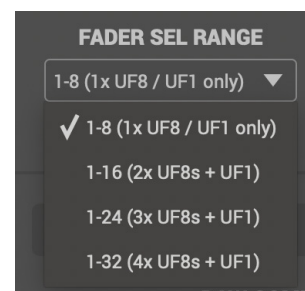 FADER SEL RANGE
1-8 (1x UF8 / UF1 only)
1-8 (1x UF8 / UF1 only)
1-16 (2x UF8s + UF1)
1-24 (3x UF8s + UF1)
1-32 (4x UF8s + UF1)